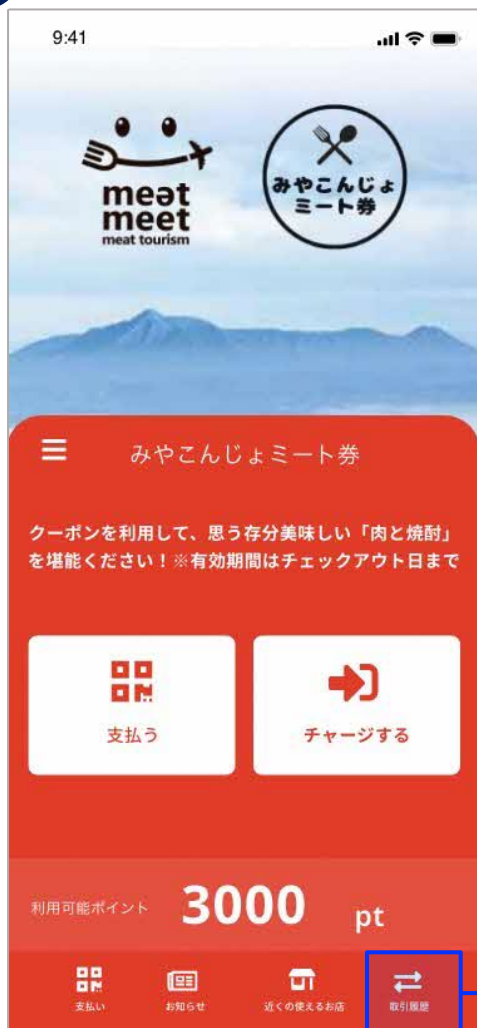 9:41
meat
meet
meat tourism
みやこんじょ
ミート券
みやこんじょミート券
クーポンを利用して、思う存分美味しい「肉と焼酎」
を堪能ください！※有効期間はチェックアウト日まで
支払う
チャージする
利用可能ポイント 3000 pt
支払い
お知らせ
近くの使えるお店
取引履歴